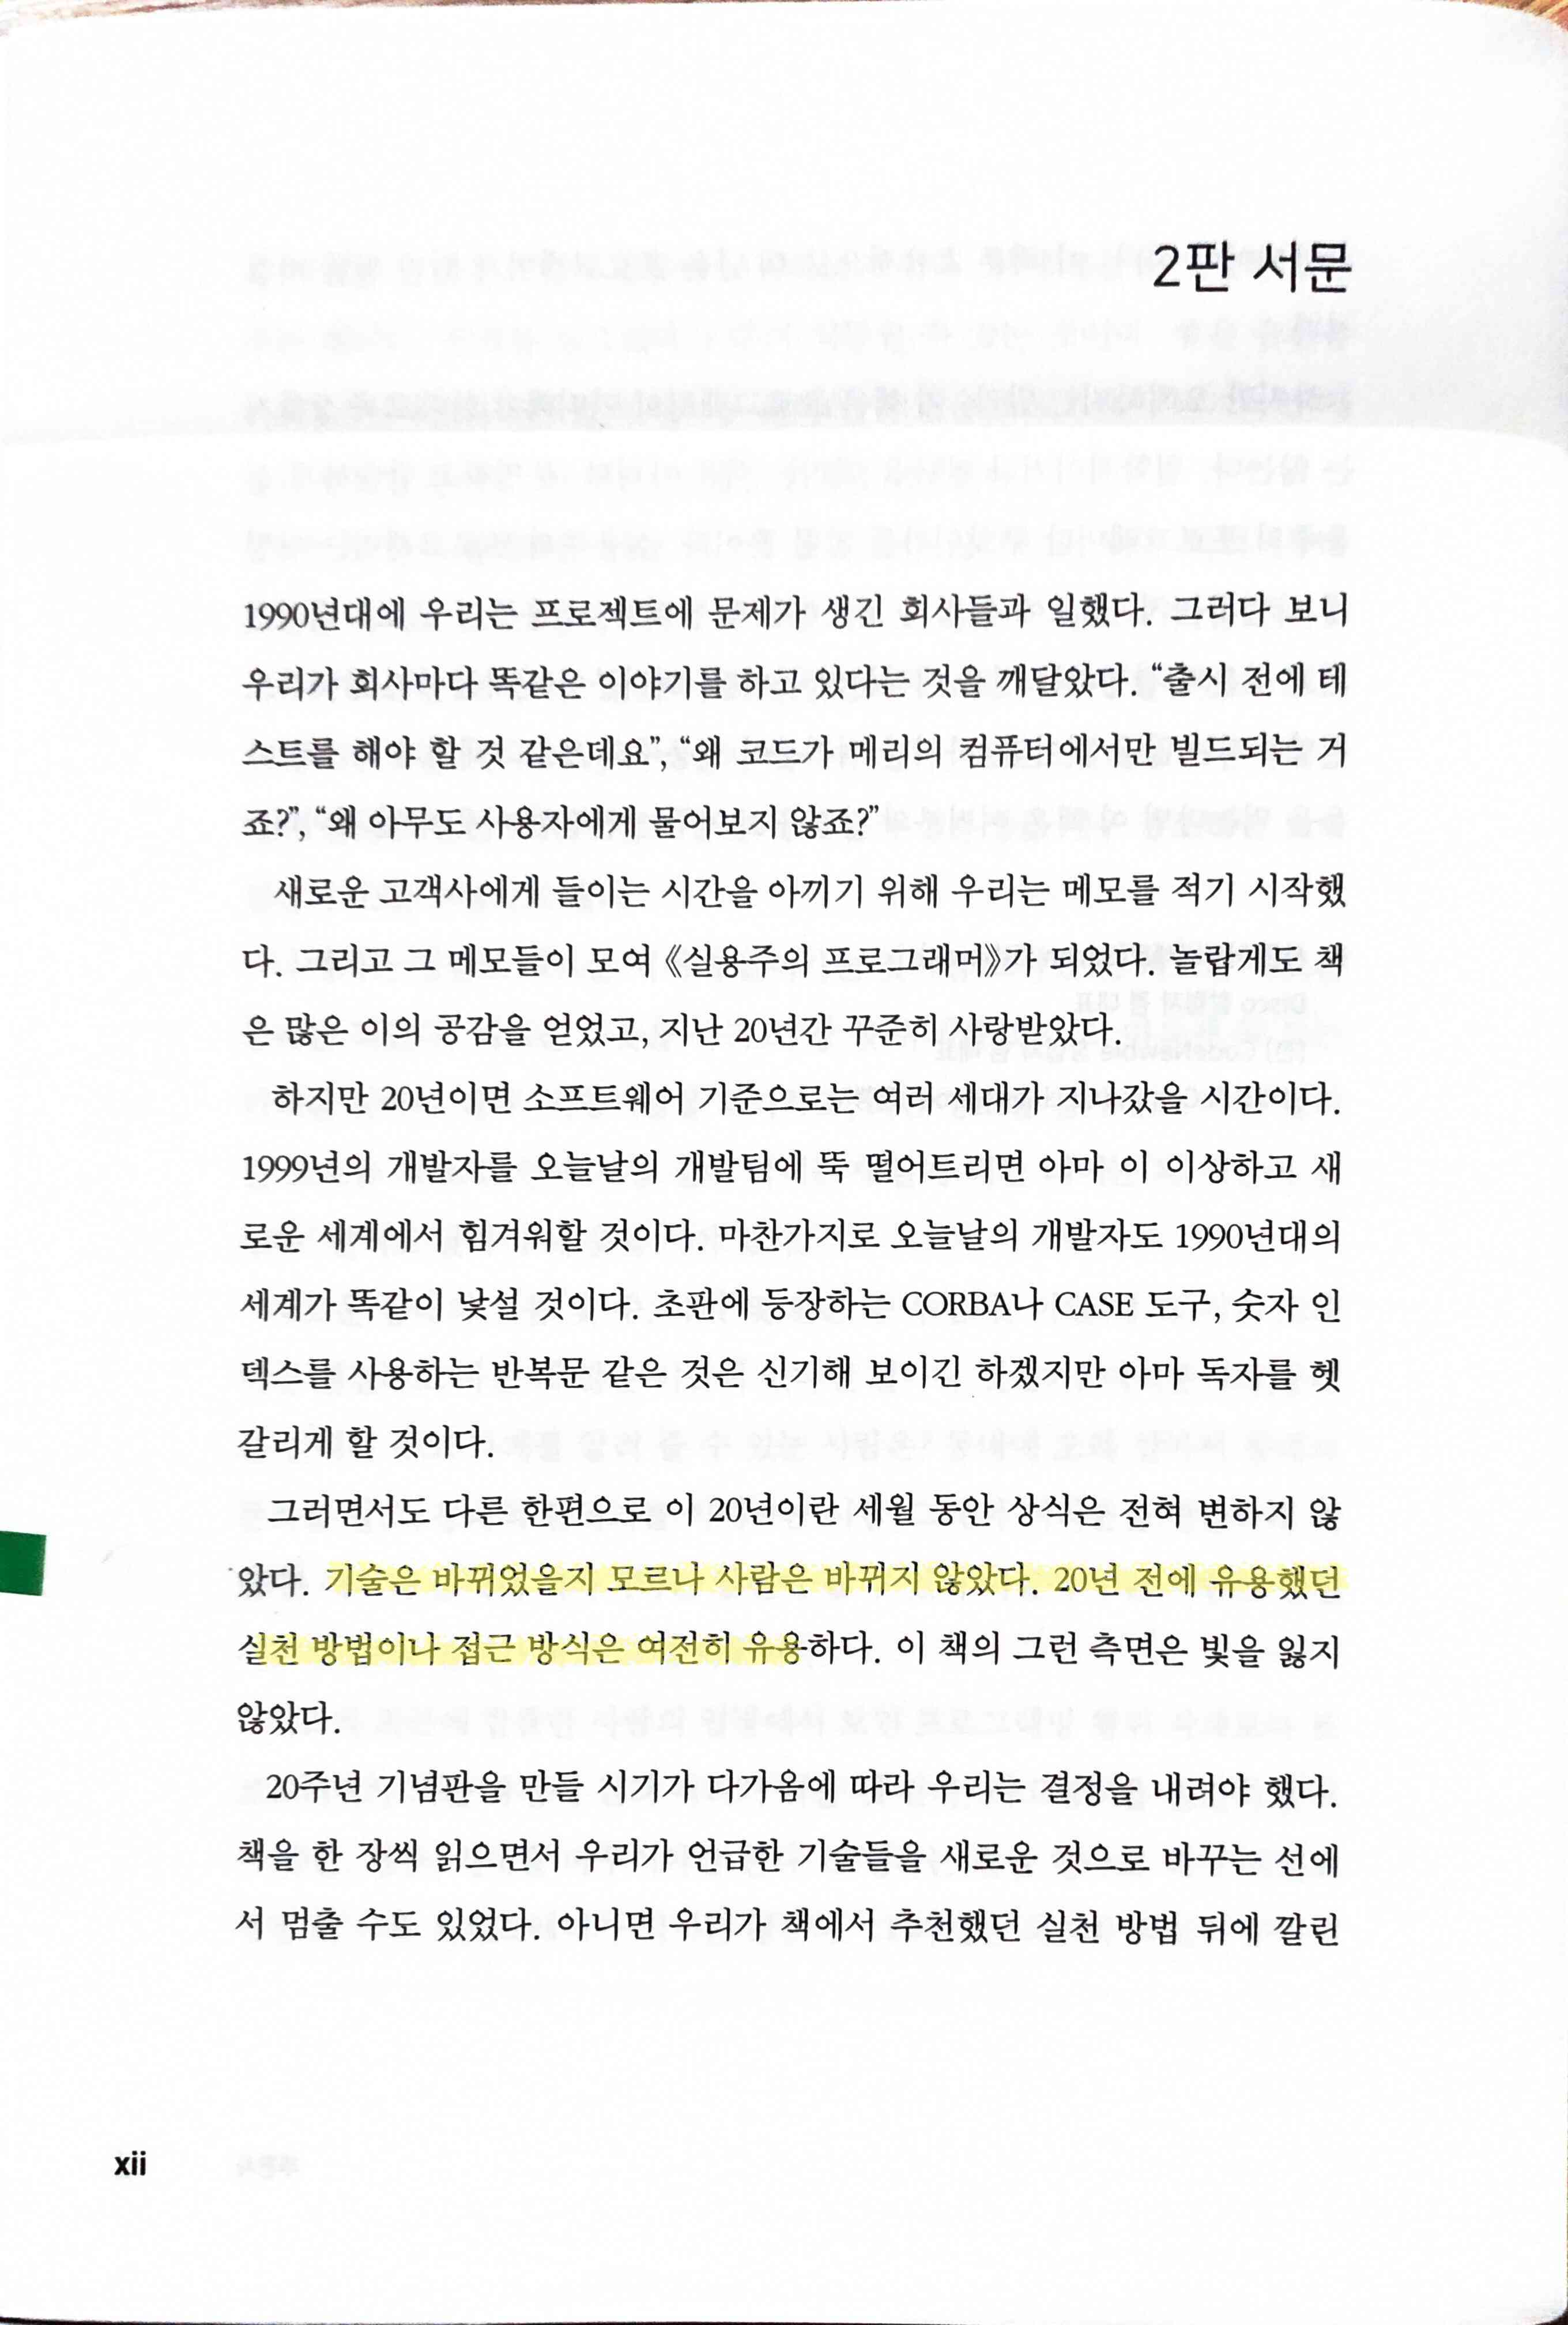 2판 서문
1990년대에 우리는 프로젝트에 문제가 생긴 회사들과 일했다. 그러다 보니
우리가 회사마다 똑같은 이야기를 하고 있다는 것을 깨달았다. “출시 전에 테
스트를 해야 할 것 같은데요”, “왜 코드가 메리의 컴퓨터에서만 빌드되는 거
죠?”, “왜 아무도 사용자에게 물어보지 않죠?”
새로운 고객사에게 들이는 시간을 아끼기 위해 우리는 메모를 적기 시작했
다. 그리고 그 메모들이 모여 《실용주의 프로그래머》가 되었다. 놀랍게도 책
은 많은 이의 공감을 얻었고, 지난 20년간 꾸준히 사랑받았다.
하지만 20년이면 소프트웨어 기준으로는 여러 세대가 지나갔을 시간이다.
1999년의 개발자를 오늘날의 개발팀에 뚝 떨어트리면 아마 이 이상하고 새
로운 세계에서 힘겨워할 것이다. 마찬가지로 오늘날의 개발자도 1990년대의
세계가 똑같이 낯설 것이다. 초판에 등장하는 CORBA나 CASE 도구, 숫자 인
덱스를 사용하는 반복문 같은 것은 신기해 보이긴 하겠지만 아마 독자를 헷
갈리게 할 것이다.
그러면서도 다른 한편으로 이 20년이란 세월 동안 상식은 전혀 변하지 않
았다. 기술은 바뀌었을지 모르나 사람은 바뀌지 않았다. 20년 전에 유용했던
실천 방법이나 접근 방식은 여전히 유용하다. 이 책의 그런 측면은 빛을 잃지
않았다.
20주년 기념판을 만들 시기가 다가옴에 따라 우리는 결정을 내려야 했다.
책을 한 장씩 읽으면서 우리가 언급한 기술들을 새로운 것으로 바꾸는 선에
서 멈출 수도 있었다. 아니면 우리가 책에서 추천했던 실천 방법 뒤에 깔린
xii